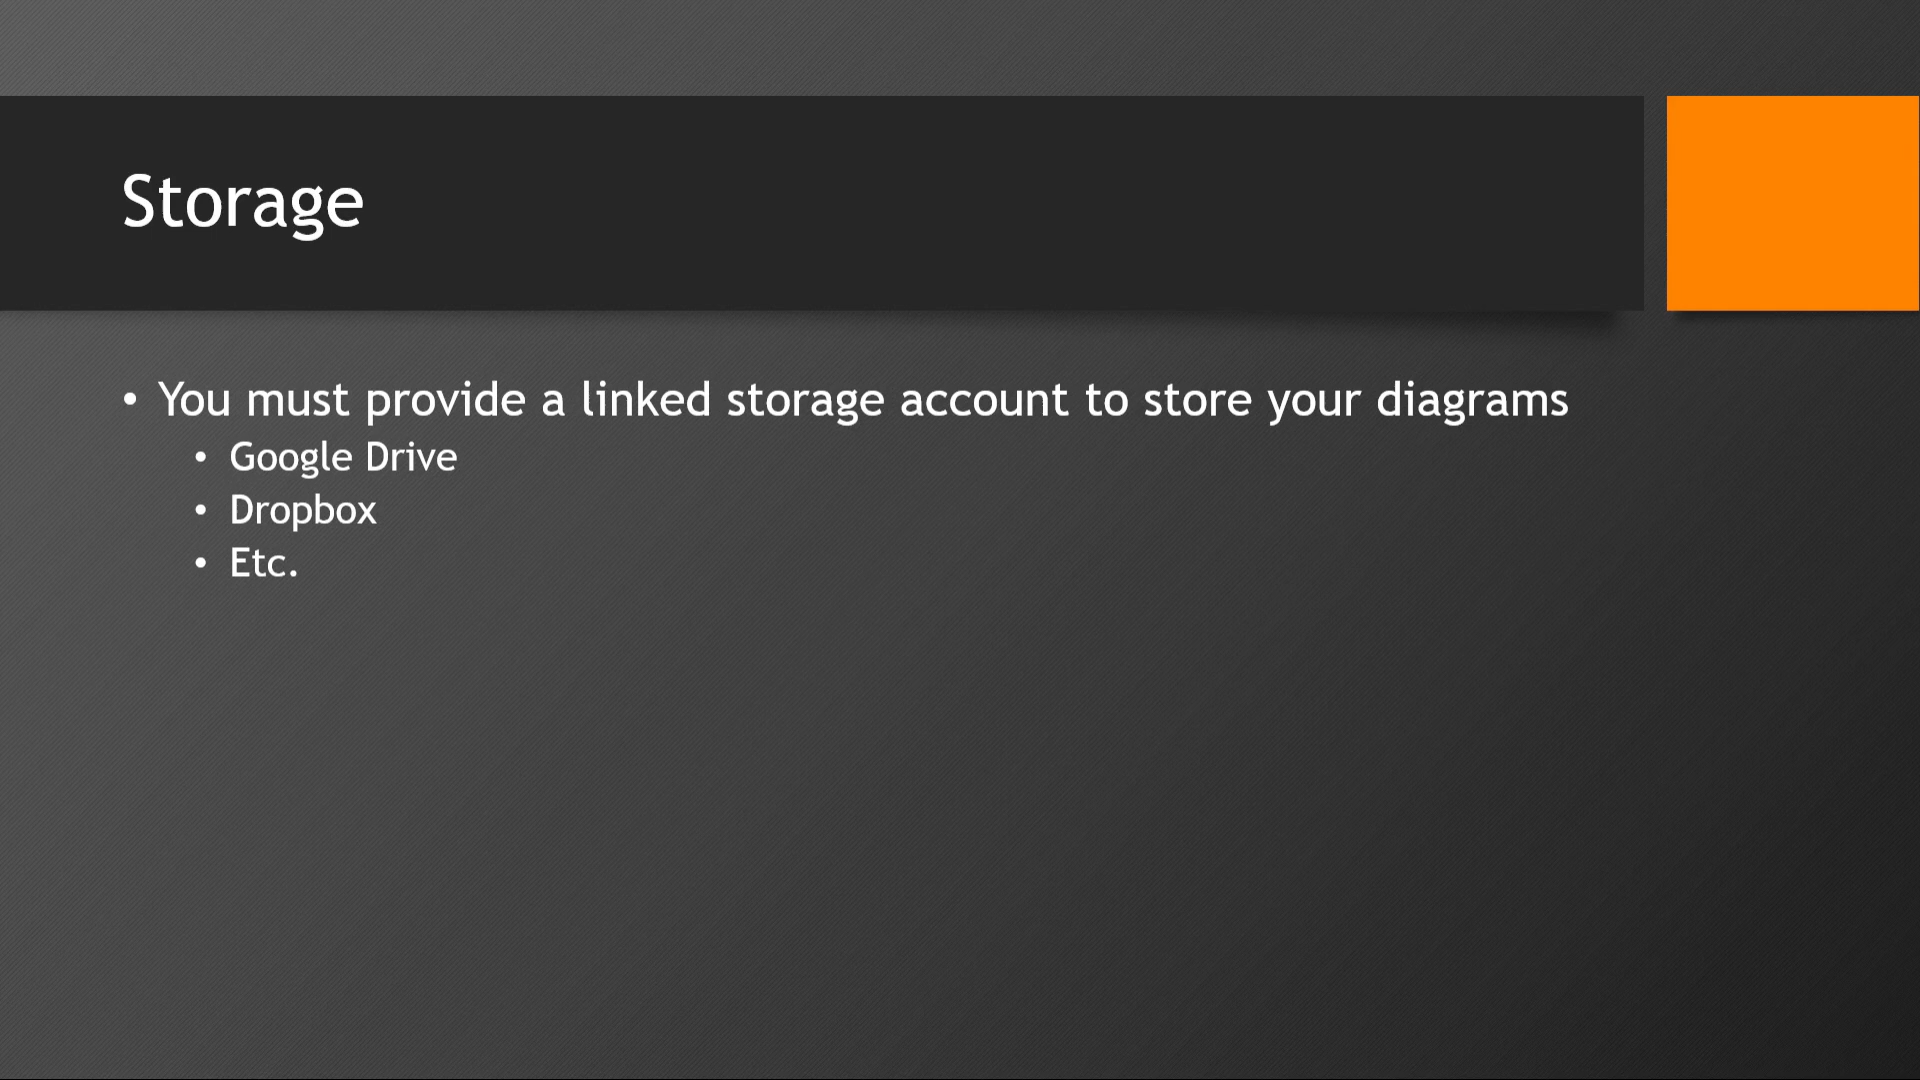 Storage
• You must provide a linked storage account to store your diagrams
• Google Drive
• Dropbox
• Etc.